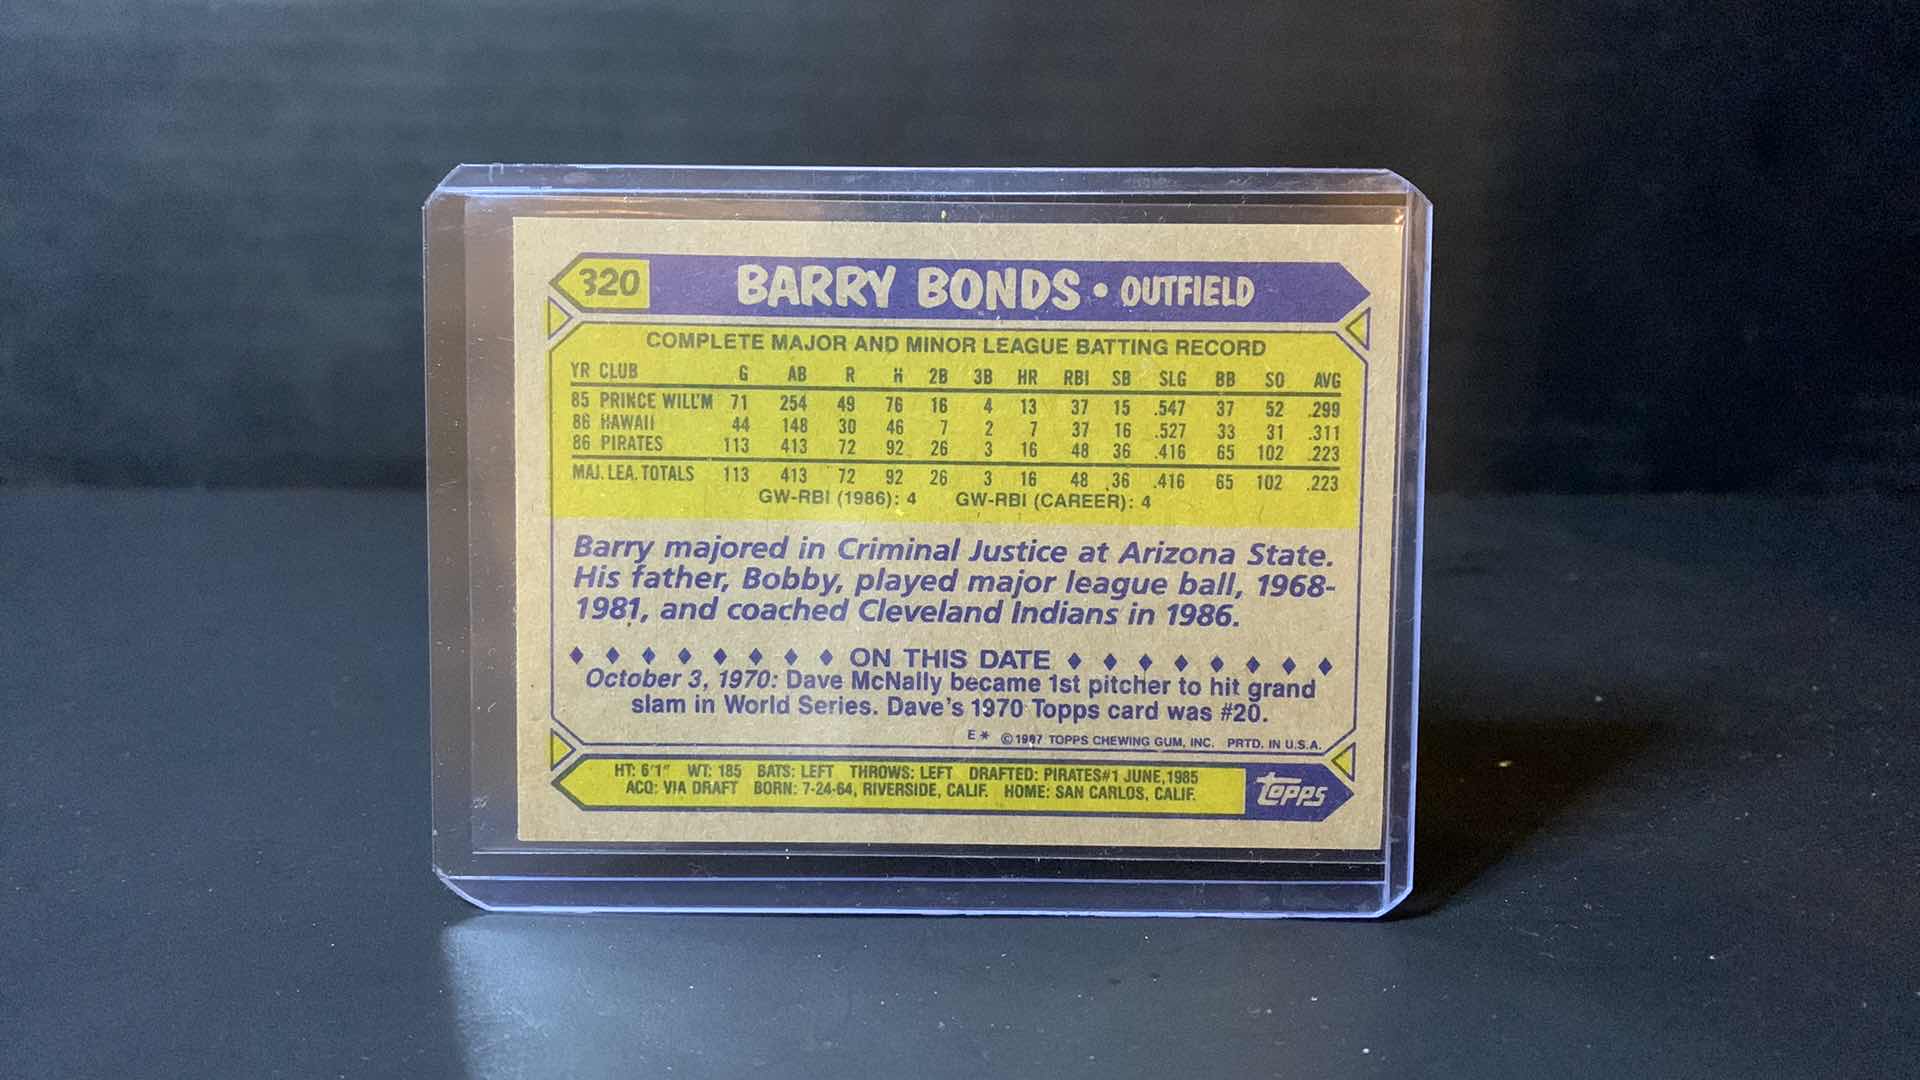 320 BARRY BONDS • OUTFIELD
COMPLETE MAJOR AND MINOR LEAGUE BATTING RECORD
YR CLUB G AB R H 2B 3B HR RBI SB SLG BB SO AVG
85 PRINCE WILL'M 71 254 49 76 16 4 13 37 15 .547 37 52 .299
86 HAWAII 44 148 30 46 7 2 7 37 16 .527 33 31 .311
86 PIRATES 113 413 72 92 26 3 16 48 36 .416 65 102 .223
MAJ. LEA. TOTALS 113 413 72 92 26 3 16 48 36 .416 65 102 .223
GW-RBI (1986): 4 GW-RBI (CAREER): 4
Barry majored in Criminal Justice at Arizona State.
His father, Bobby, played major league ball, 1968-
1981, and coached Cleveland Indians in 1986.
♦ ♦ ♦ ♦ ♦ ♦ ♦ ♦ ON THIS DATE ♦ ♦ ♦ ♦ ♦ ♦ ♦ ♦
October 3, 1970: Dave McNally became 1st pitcher to hit grand
slam in World Series. Dave's 1970 Topps card was #20.
E* ©1987 TOPPS CHEWING GUM, INC. PRTD. IN U.S.A.
HT: 6'1" WT: 185 BATS: LEFT THROWS: LEFT DRAFTED: PIRATES#1 JUNE,1985
ACQ: VIA DRAFT BORN: 7-24-64, RIVERSIDE, CALIF. HOME: SAN CARLOS, CALIF.
TOPPS